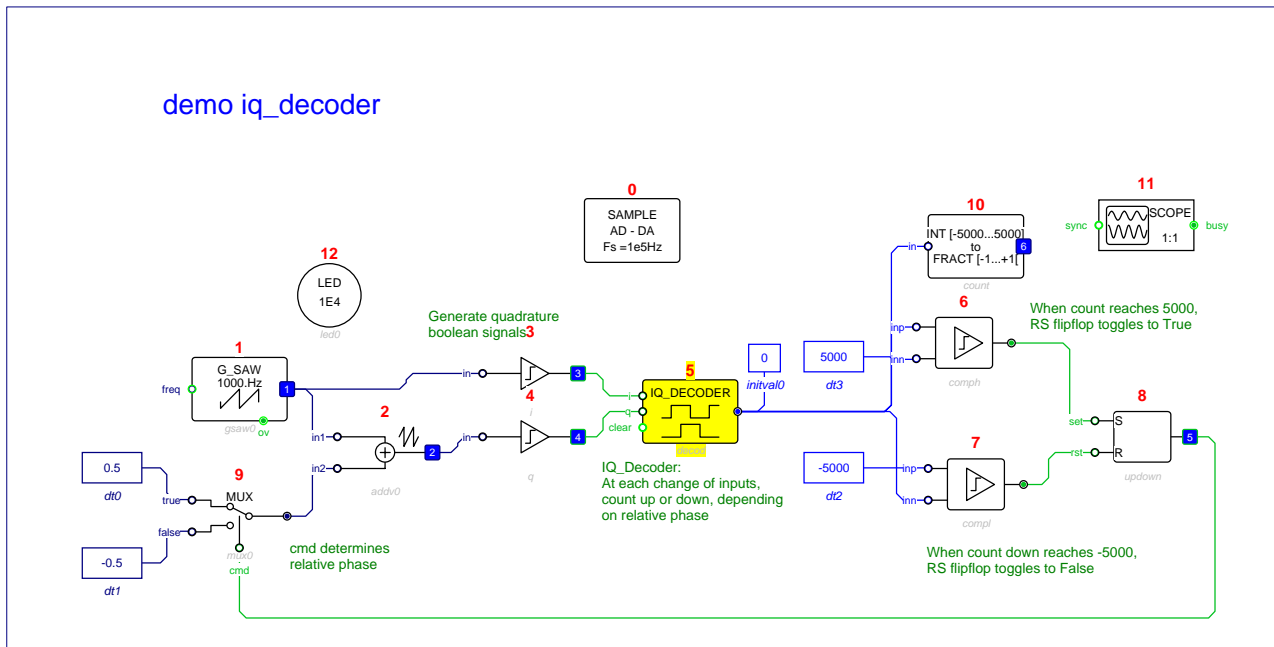 demo iq_decoder
0
SAMPLE
AD - DA
Fs =1e5Hz
11
sync
SCOPE
1:1
busy
10
INT [-5000...5000]
to
FRACT [-1...+1[
in
6
count
12
LED
1E4
led0
Generate quadrature
boolean signals
3
in
3
i
6
inp
inn
comph
When count reaches 5000,
RS flipflop toggles to True
1
G_SAW
1000.Hz
freq
1
gsaw0
ov
0
initval0
5000
dt3
5
IQ_DECODER
i
q
clear
decod
4
in
4
q
2
in1
in2
2
addv0
8
set
S
rst
R
5
updown
7
inp
inn
compl
-5000
dt2
0.5
dt0
9
MUX
true
false
mux0
cmd
-0.5
dt1
cmd determines
relative phase
IQ_Decoder:
At each change of inputs,
count up or down, depending
on relative phase
When count down reaches -5000,
RS flipflop toggles to False